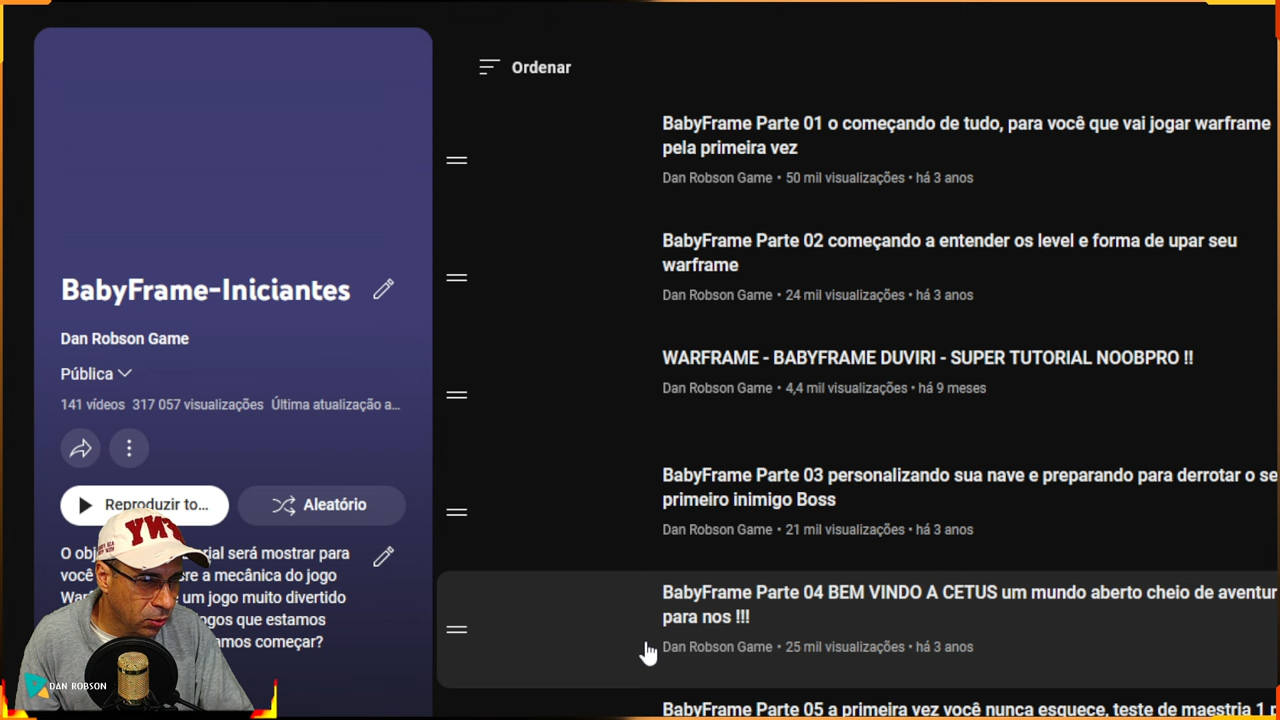 Ordenar
BabyFrame Parte 01 o começando de tudo, para você que vai jogar warframe
pela primeira vez
Dan Robson Game • 50 mil visualizações • há 3 anos
BabyFrame Parte 02 começando a entender os level e forma de upar seu
warframe
Dan Robson Game • 24 mil visualizações • há 3 anos
WARFRAME - BABYFRAME DUVIRI - SUPER TUTORIAL NOOBPRO !!
Dan Robson Game • 4,4 mil visualizações • há 9 meses
BabyFrame Parte 03 personalizando sua nave e preparando para derrotar o se
primeiro inimigo Boss
Dan Robson Game • 21 mil visualizações • há 3 anos
BabyFrame Parte 04 BEM VINDO A CETUS um mundo aberto cheio de aventur
para nos !!!
Dan Robson Game • 25 mil visualizações • há 3 anos
BabyFrame Parte 05 a primeira vez você nunca esquece, teste de maestria 1
BabyFrame-Iniciantes
Dan Robson Game
Pública
141 vídeos 317 057 visualizações Última atualização a...
Reproduzir to...
Aleatório
O obj rial será mostrar para
você re a mecânica do jogo
War um jogo muito divertido
ogos que estamos
amos começar?
DAN ROBSON